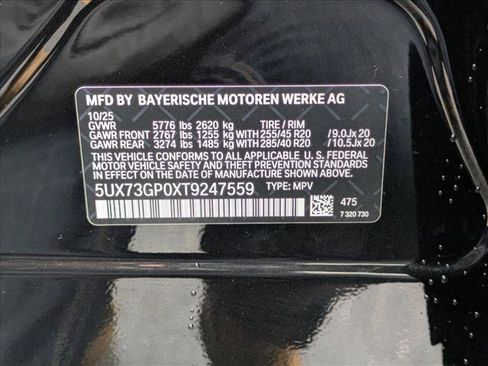 MFD BY BAYERISCHE MOTOREN WERKE AG
10/25
GVWR 5776 lbs 2620 kg TIRE / RIM
GAWR FRONT 2767 lbs 1255 kg WITH 255/45 R20 /9.0Jx 20
GAWR REAR 3274 lbs 1485 kg WITH 285/40 R20 /10.5Jx 20
THIS VEHICLE CONFORMS TO ALL APPLICABLE U.S. FEDERAL
MOTOR VEHICLE SAFETY AND THEFT PREVENTION STANDARDS
IN EFFECT ON THE DATE OF MANUFACTURE SHOWN ABOVE.
5UX73GP0XT9247559 TYPE: MPV
475
7 320 730